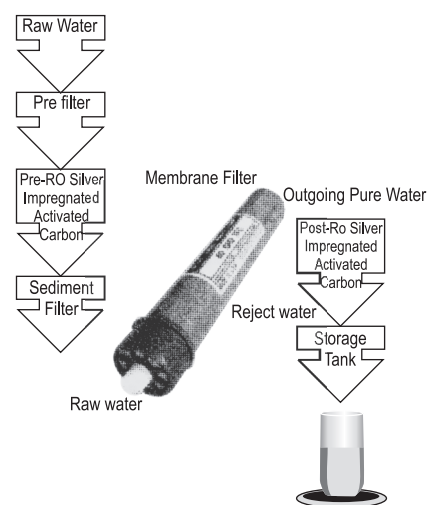 Raw Water
Pre filter
Pre-RO Silver
Impregnated
Activated
Carbon
Sediment
Filter
Membrane Filter
Raw water
Outgoing Pure Water
Reject water
Post-Ro Silver
Impregnated
Activated
Carbon
Storage
Tank